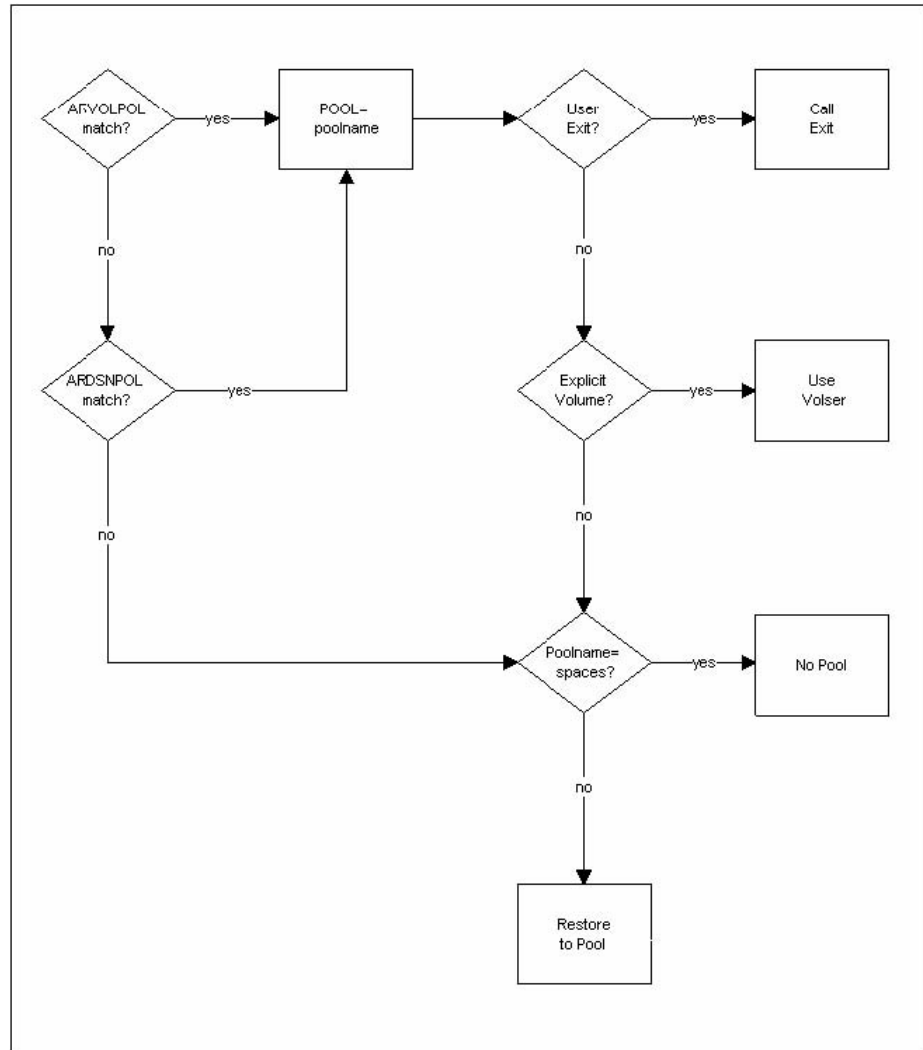 ARVOLPOL
match?
yes
POOL=
poolname
User
Exit?
yes
Call
Exit
no
no
ARDSNPOL
match?
yes
Explicit
Volume?
yes
Use
Volser
no
no
Poolname=
spaces?
yes
No Pool
no
Restore
to Pool